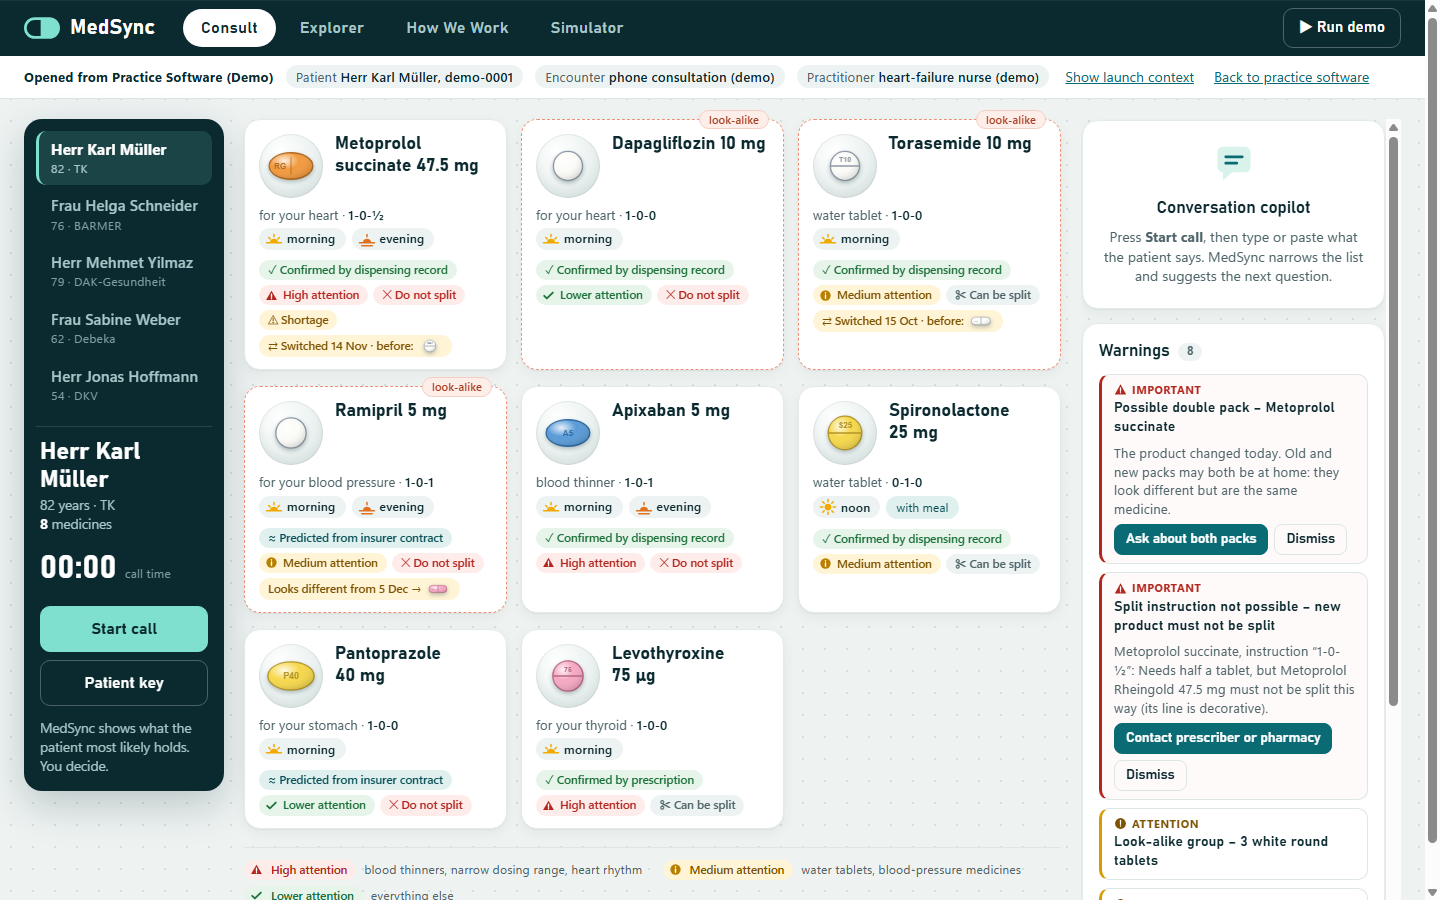 MedSync
Consult
Explorer
How We Work
Simulator
▶ Run demo
Opened from Practice Software (Demo)
Patient Herr Karl Müller, demo-0001
Encounter phone consultation (demo)
Practitioner heart-failure nurse (demo)
Show launch context
Back to practice software
Herr Karl Müller
82 · TK
Frau Helga Schneider
76 · BARMER
Herr Mehmet Yilmaz
79 · DAK-Gesundheit
Frau Sabine Weber
62 · Debeka
Herr Jonas Hoffmann
54 · DKV
Herr Karl
Müller
82 years · TK
8 medicines
00:00 call time
Start call
Patient key
MedSync shows what the
patient most likely holds.
You decide.
RG
Metoprolol
succinate 47.5 mg
for your heart · 1-0-½
morning
evening
✓ Confirmed by dispensing record
High attention
Do not split
Shortage
⇄ Switched 14 Nov · before:
look-alike
Dapagliflozin 10 mg
for your heart · 1-0-0
morning
✓ Confirmed by dispensing record
Lower attention
Do not split
look-alike
T10
Torasemide 10 mg
water tablet · 1-0-0
morning
✓ Confirmed by dispensing record
Medium attention
Can be split
⇄ Switched 15 Oct · before:
look-alike
Ramipril 5 mg
for your blood pressure · 1-0-1
morning
evening
≈ Predicted from insurer contract
Medium attention
Do not split
Looks different from 5 Dec →
A5
Apixaban 5 mg
blood thinner · 1-0-1
morning
evening
✓ Confirmed by dispensing record
High attention
Do not split
S25
Spironolactone
25 mg
water tablet · 0-1-0
noon
with meal
✓ Confirmed by dispensing record
Medium attention
Can be split
P40
Pantoprazole
40 mg
for your stomach · 1-0-0
morning
≈ Predicted from insurer contract
Lower attention
Do not split
75
Levothyroxine
75 µg
for your thyroid · 1-0-0
morning
✓ Confirmed by prescription
High attention
Can be split
High attention blood thinners, narrow dosing range, heart rhythm
Medium attention water tablets, blood-pressure medicines
Lower attention everything else
Conversation copilot
Press Start call, then type or paste what
the patient says. MedSync narrows the list
and suggests the next question.
Warnings 8
IMPORTANT
Possible double pack – Metoprolol
succinate
The product changed today. Old and
new packs may both be at home: they
look different but are the same
medicine.
Ask about both packs
Dismiss
IMPORTANT
Split instruction not possible – new
product must not be split
Metoprolol succinate, instruction "1-0-
½": Needs half a tablet, but Metoprolol
Rheingold 47.5 mg must not be split this
way (its line is decorative).
Contact prescriber or pharmacy
Dismiss
ATTENTION
Look-alike group – 3 white round
tablets